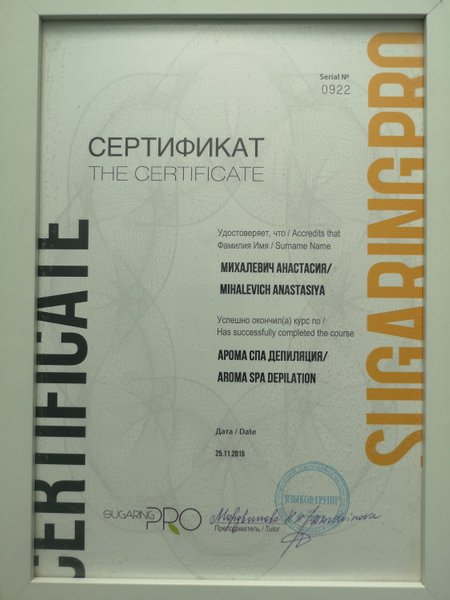 Serial №
0922
СЕРТИФИКАТ
THE CERTIFICATE
Удостоверяет, что / Accredits that
Фамилия Имя / Surname Name
МИХАЛЕВИЧ АНАСТАСИЯ/
MIHALEVICH ANASTASIYA
Успешно окончил(а) курс по /
Has successfully completed the course
АРОМА СПА ДЕПИЛЯЦИЯ/
AROMA SPA DEPILATION
Дата / Date
25.11.2015
SUGARING PRO
Преподаватель / Tutor
ЯЗЫКОВ-ГРУПП
CERTIFICATE
SUGARINGPRO